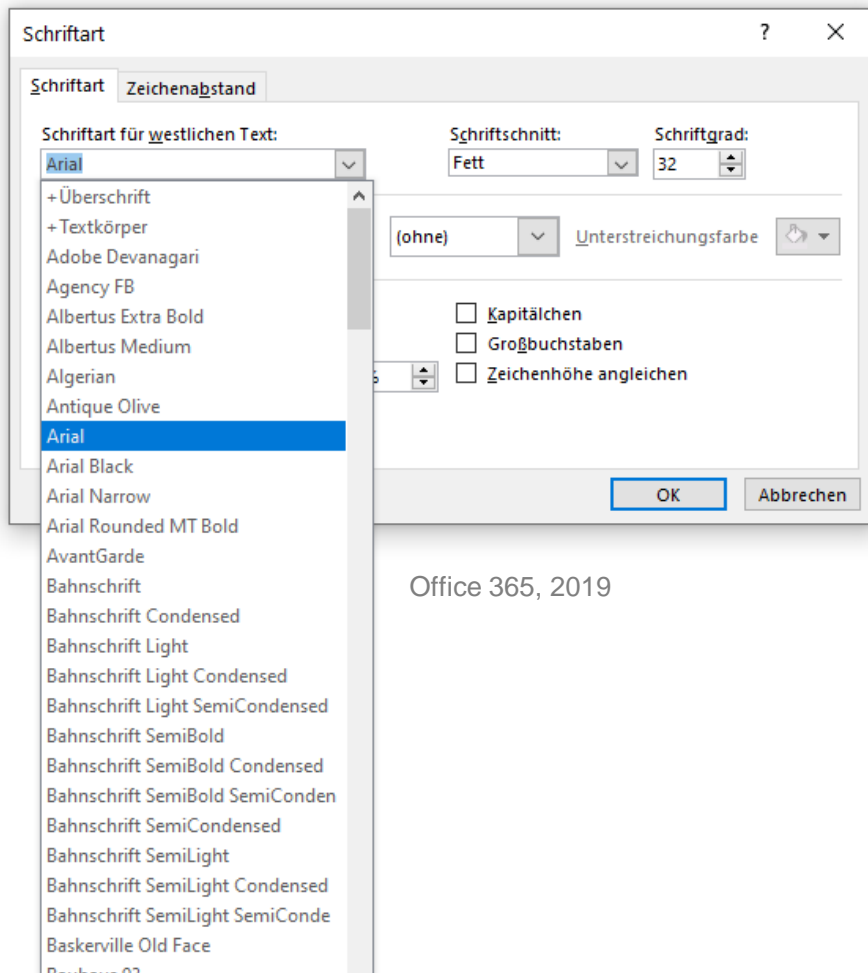 Schriftart ?
Schriftart Zeichenabstand
Schriftart für westlichen Text: Schriftschnitt: Schriftgrad:
Arial Fett 32
+Überschrift
+Textkörper
(ohne) Unterstreichungsfarbe
Adobe Devanagari
Agency FB
Albertus Extra Bold
Kapitälchen
Albertus Medium
Großbuchstaben
Algerian
Zeichenhöhe angleichen
Antique Olive
Arial
Arial Black
Arial Narrow
OK Abbrechen
Arial Rounded MT Bold
AvantGarde
Bahnschrift
Office 365, 2019
Bahnschrift Condensed
Bahnschrift Light
Bahnschrift Light Condensed
Bahnschrift Light SemiCondensed
Bahnschrift SemiBold
Bahnschrift SemiBold Condensed
Bahnschrift SemiBold SemiConden
Bahnschrift SemiCondensed
Bahnschrift SemiLight
Bahnschrift SemiLight Condensed
Bahnschrift SemiLight SemiConde
Baskerville Old Face